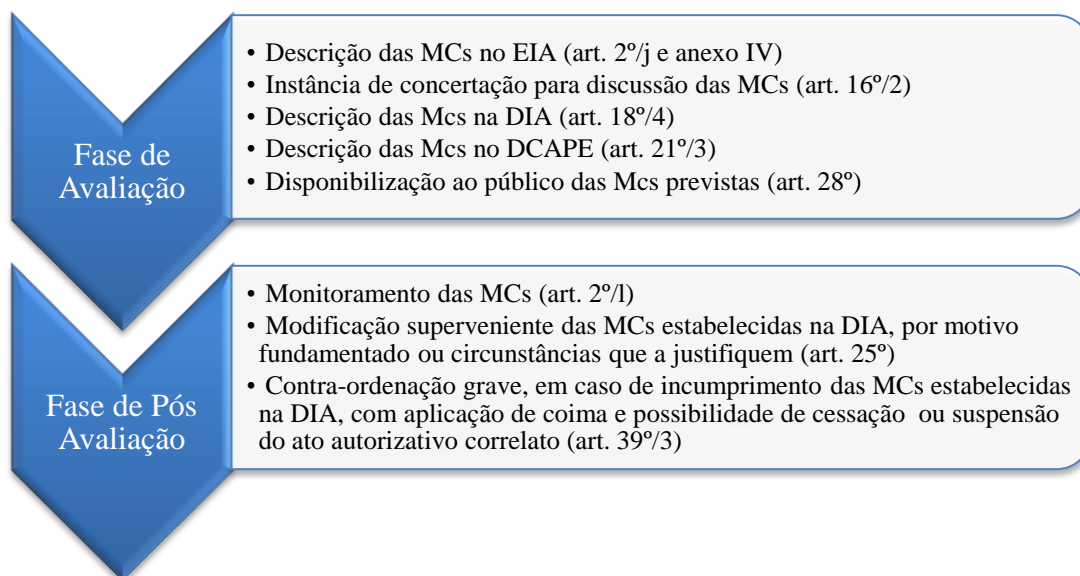 Fase de
Avaliação
• Descrição das MCs no EIA (art. 2º/j e anexo IV)
• Instância de concertação para discussão das MCs (art. 16º/2)
• Descrição das Mcs na DIA (art. 18º/4)
• Descrição das Mcs no DCAPE (art. 21º/3)
• Disponibilização ao público das Mcs previstas (art. 28º)
Fase de Pós
Avaliação
• Monitoramento das MCs (art. 2º/l)
• Modificação superveniente das MCs estabelecidas na DIA, por motivo
fundamentado ou circunstâncias que a justifiquem (art. 25º)
• Contra-ordenação grave, em caso de incumprimento das MCs estabelecidas
na DIA, com aplicação de coima e possibilidade de cessação ou suspensão
do ato autorizativo correlato (art. 39º/3)